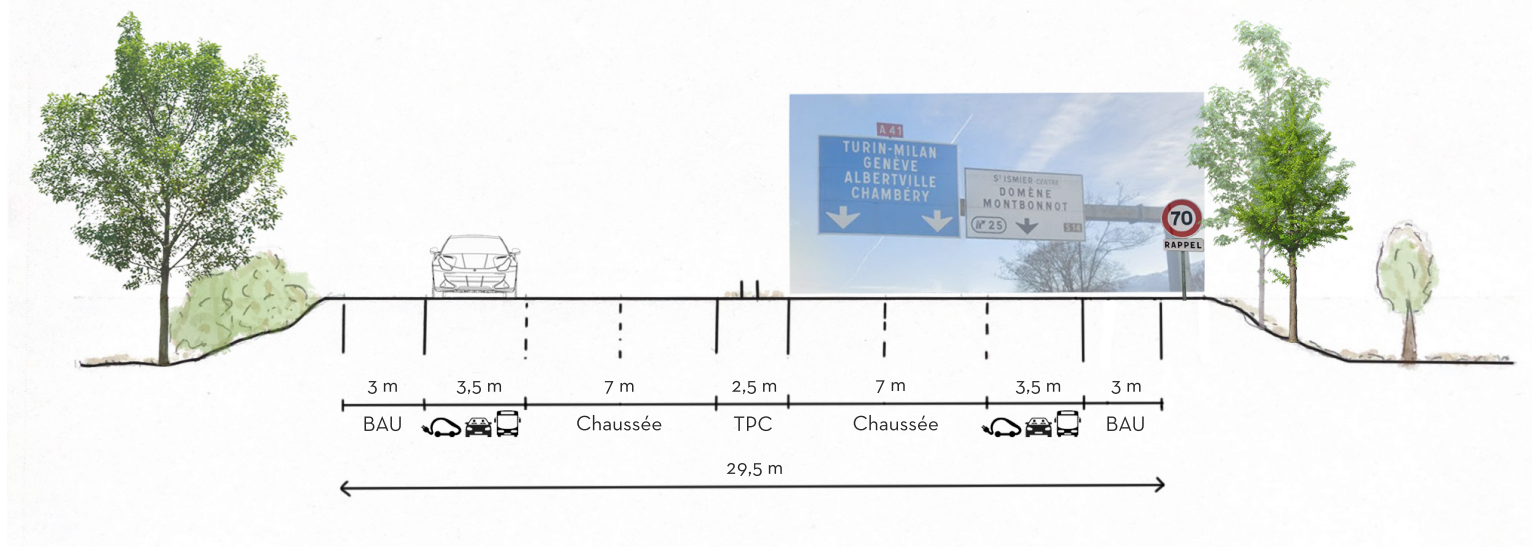 A 41
TURIN-MILAN
GENÈVE
ALBERTVILLE
CHAMBÉRY
ST ISMIER-CENTRE
DOMÈNE
MONTBONNOT
N° 25
70
RAPPEL
3 m
3,5 m
7 m
2,5 m
7 m
3,5 m
3 m
BAU
Chaussée
TPC
Chaussée
BAU
29,5 m